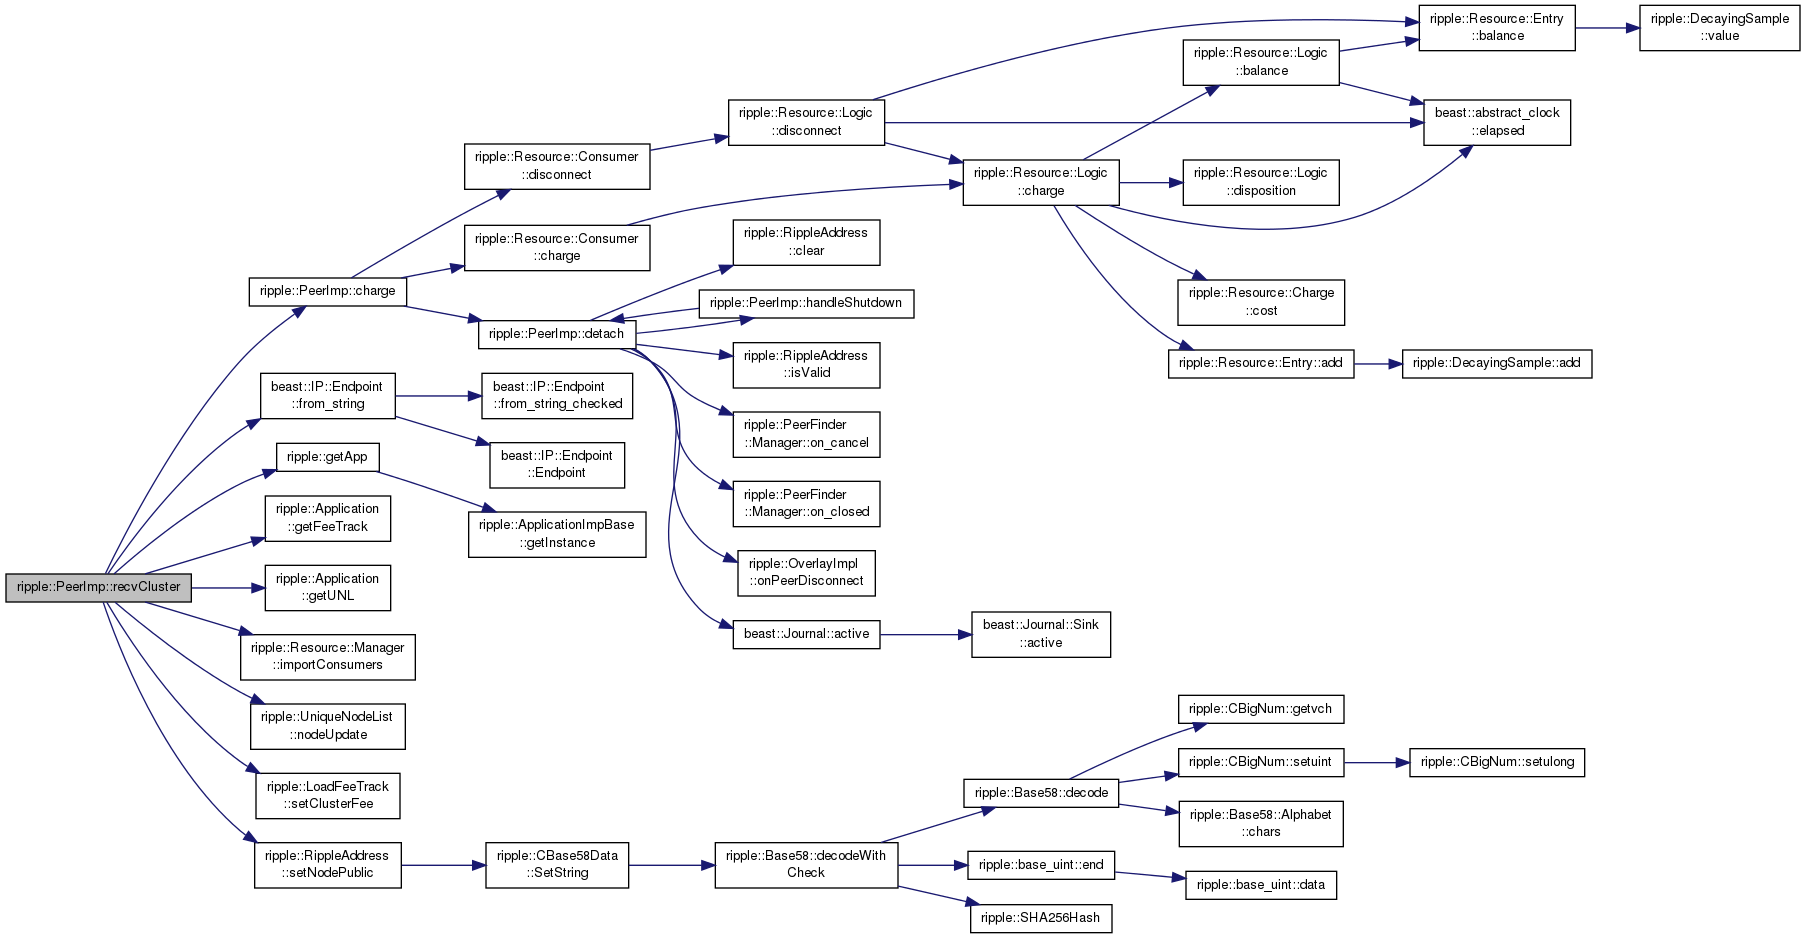 ripple::PeerImp::recvCluster
ripple::PeerImp::charge
beast::IP::Endpoint
::from_string
ripple::getApp
ripple::Application
::getFeeTrack
ripple::Application
::getUNL
ripple::Resource::Manager
::importConsumers
ripple::UniqueNodeList
::nodeUpdate
ripple::LoadFeeTrack
::setClusterFee
ripple::RippleAddress
::setNodePublic
ripple::Resource::Consumer
::disconnect
ripple::Resource::Consumer
::charge
ripple::PeerImp::detach
beast::IP::Endpoint
::from_string_checked
beast::IP::Endpoint
::Endpoint
ripple::ApplicationImpBase
::getInstance
ripple::CBase58Data
::SetString
ripple::Resource::Logic
::disconnect
ripple::RippleAddress
::clear
ripple::PeerImp::handleShutdown
ripple::RippleAddress
::isValid
ripple::PeerFinder
::Manager::on_cancel
ripple::PeerFinder
::Manager::on_closed
ripple::OverlayImpl
::onPeerDisconnect
beast::Journal::active
ripple::Base58::decodeWith
Check
ripple::Resource::Logic
::charge
beast::Journal::Sink
::active
ripple::Base58::decode
ripple::base_uint::end
ripple::SHA256Hash
ripple::Resource::Logic
::balance
ripple::Resource::Logic
::disposition
ripple::Resource::Charge
::cost
ripple::Resource::Entry::add
ripple::CBigNum::getvch
ripple::CBigNum::setuint
ripple::Base58::Alphabet
::chars
ripple::base_uint::data
ripple::Resource::Entry
::balance
beast::abstract_clock
::elapsed
ripple::DecayingSample::add
ripple::CBigNum::setulong
ripple::DecayingSample
::value